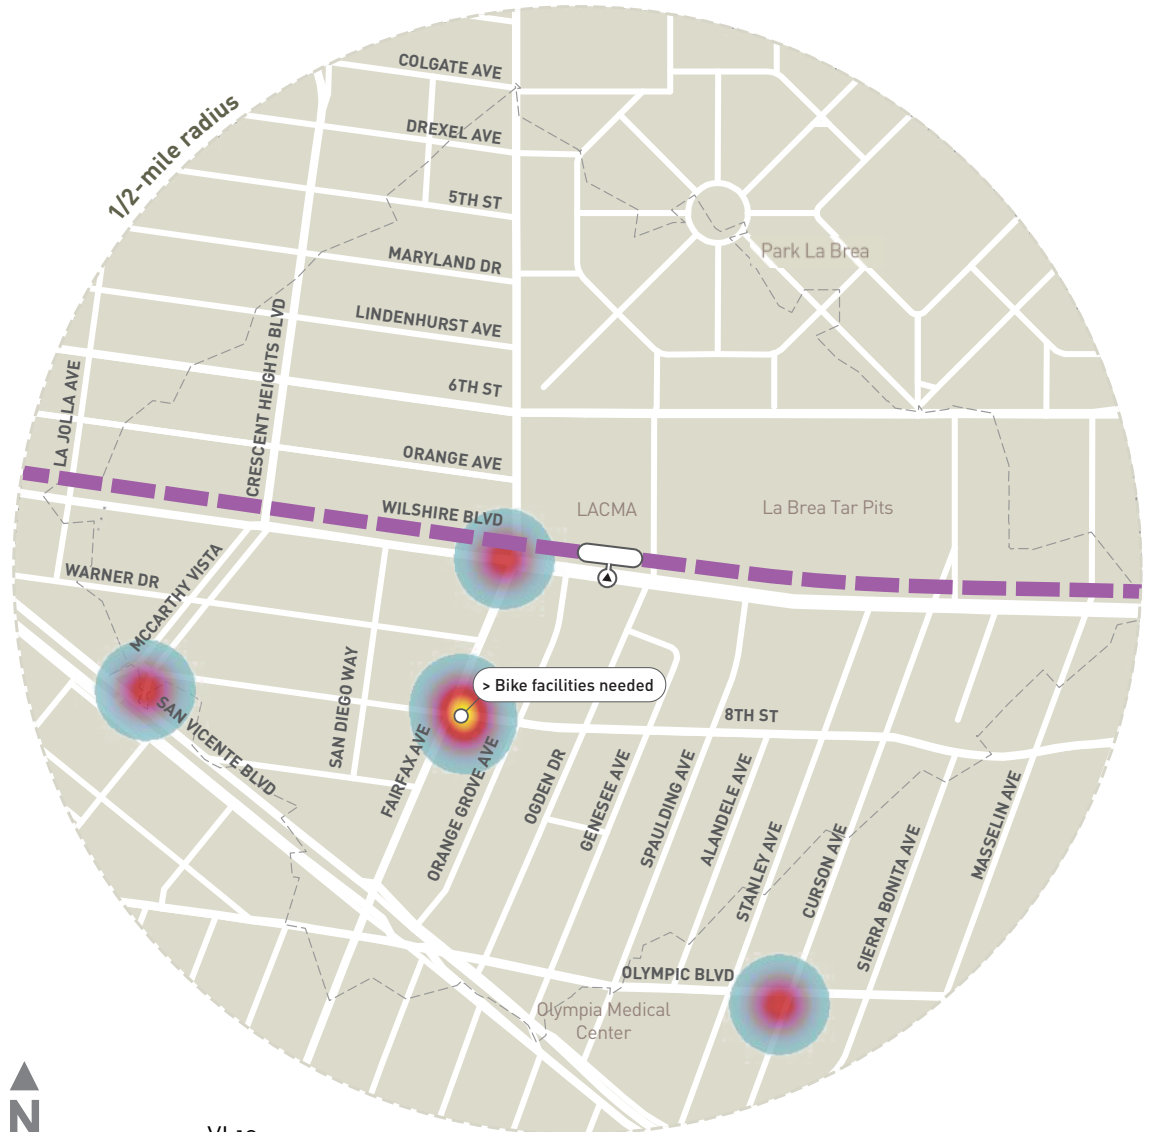 COLGATE AVE
1/2-mile radius
DREXEL AVE
5TH ST
MARYLAND DR
Park La Brea
LINDENHURST AVE
CRESCENT HEIGHTS BLVD
LA JOLLA AVE
6TH ST
ORANGE AVE
WILSHIRE BLVD
LACMA
La Brea Tar Pits
WARNER DR
MCCARTHY VISTA
> Bike facilities needed
SAN VICENTE BLVD
SAN DIEGO WAY
8TH ST
FAIRFAX AVE
ORANGE GROVE AVE
OGDEN DR
GENESEE AVE
SPAULDING AVE
ALANDELE AVE
STANLEY AVE
CURSON AVE
SIERRA BONITA AVE
MASSELIN AVE
OLYMPIC BLVD
Olympia Medical
Center
N